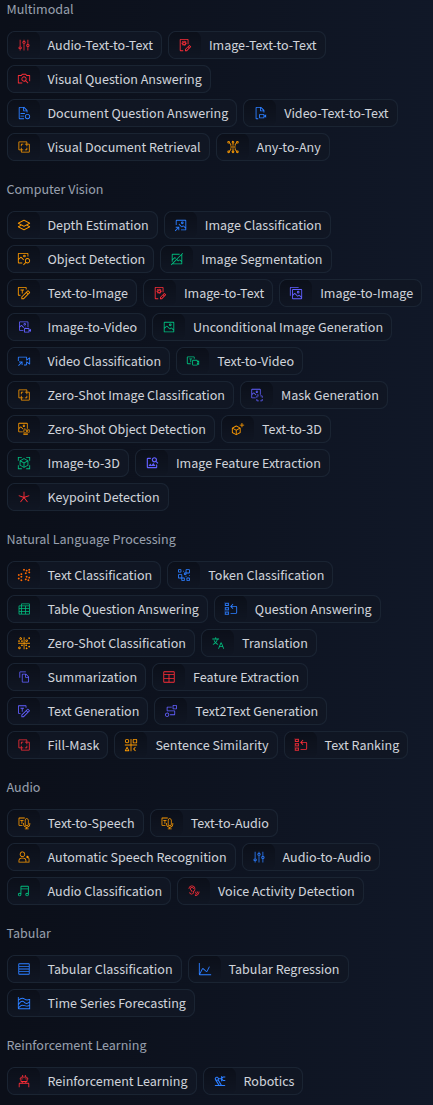 Multimodal
Audio-Text-to-Text Image-Text-to-Text
Visual Question Answering
Document Question Answering Video-Text-to-Text
Visual Document Retrieval Any-to-Any
Computer Vision
Depth Estimation Image Classification
Object Detection Image Segmentation
Text-to-Image Image-to-Text Image-to-Image
Image-to-Video Unconditional Image Generation
Video Classification Text-to-Video
Zero-Shot Image Classification Mask Generation
Zero-Shot Object Detection Text-to-3D
Image-to-3D Image Feature Extraction
Keypoint Detection
Natural Language Processing
Text Classification Token Classification
Table Question Answering Question Answering
Zero-Shot Classification Translation
Summarization Feature Extraction
Text Generation Text2Text Generation
Fill-Mask Sentence Similarity Text Ranking
Audio
Text-to-Speech Text-to-Audio
Automatic Speech Recognition Audio-to-Audio
Audio Classification Voice Activity Detection
Tabular
Tabular Classification Tabular Regression
Time Series Forecasting
Reinforcement Learning
Reinforcement Learning Robotics